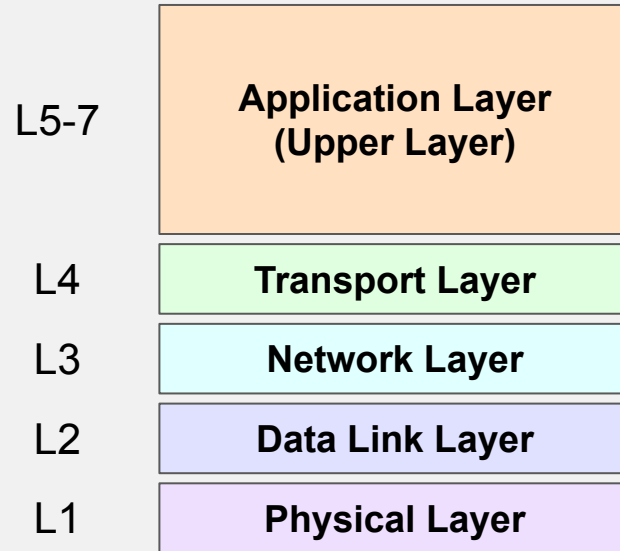 L5-7
Application Layer
(Upper Layer)
L4
Transport Layer
L3
Network Layer
L2
Data Link Layer
L1
Physical Layer